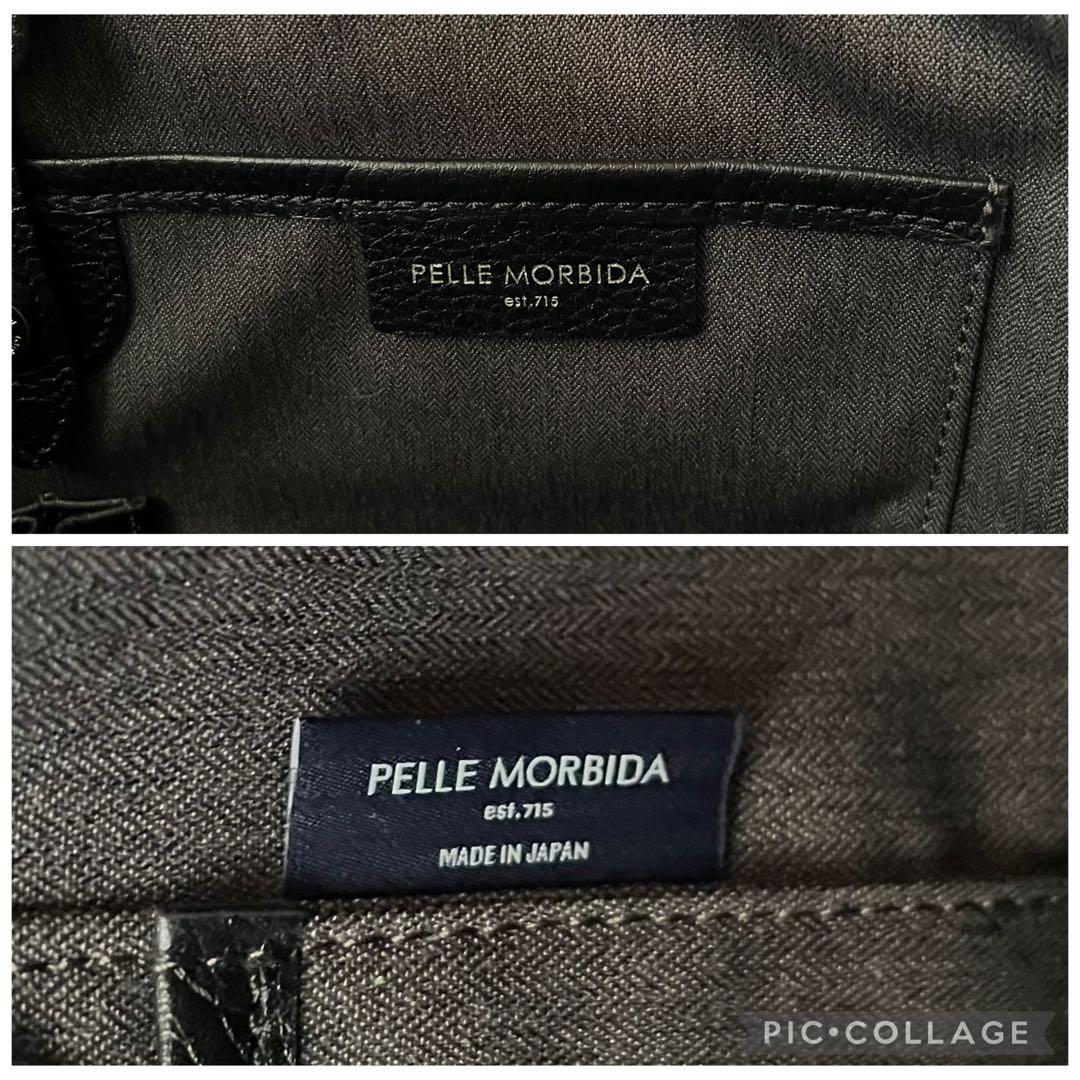 PELLE MORBIDA
est.715
PELLE MORBIDA
est.715
MADE IN JAPAN
PIC•COLLAGE